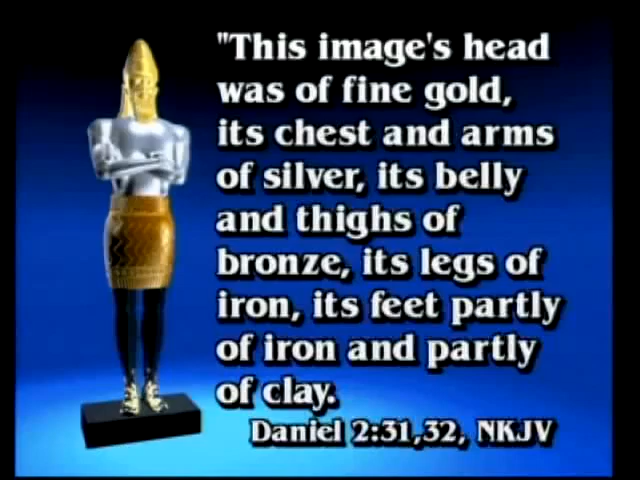 "This image's head
was of fine gold,
its chest and arms
of silver, its belly
and thighs of
bronze, its legs of
iron, its feet partly
of iron and partly
of clay.
Daniel 2:31,32, NKJV